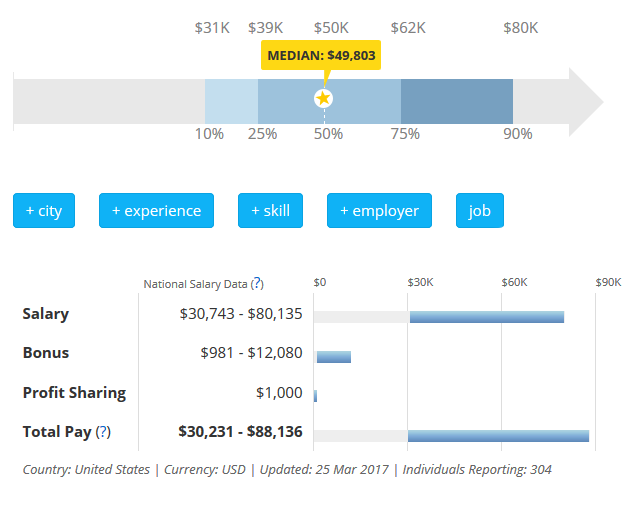 $31K $39K $50K $62K $80K
MEDIAN: $49,803
10% 25% 50% 75% 90%
+ city + experience + skill + employer job
National Salary Data (?) $0 $30K $60K $90K
Salary $30,743 - $80,135
Bonus $981 - $12,080
Profit Sharing $1,000
Total Pay (?) $30,231 - $88,136
Country: United States | Currency: USD | Updated: 25 Mar 2017 | Individuals Reporting: 304